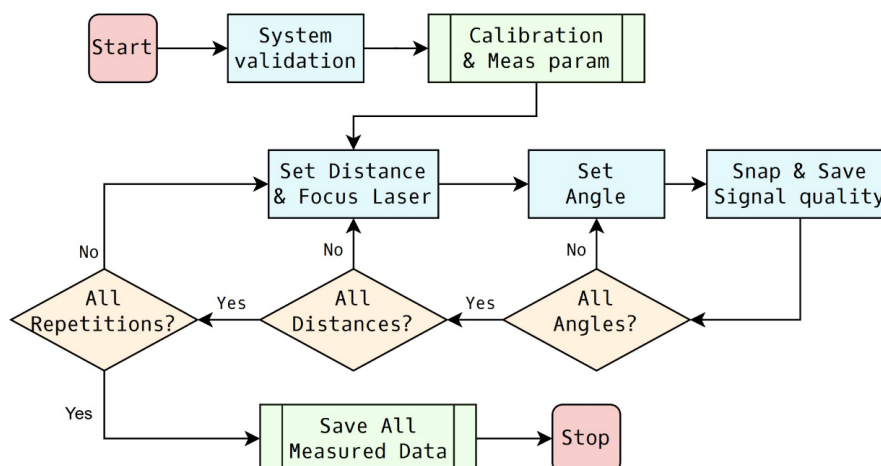 Start
System
validation
Calibration
& Meas param
Set Distance
& Focus Laser
Set
Angle
Snap & Save
Signal quality
No
No
No
All
Repetitions?
Yes
All
Distances?
Yes
All
Angles?
Yes
Save All
Measured Data
Stop